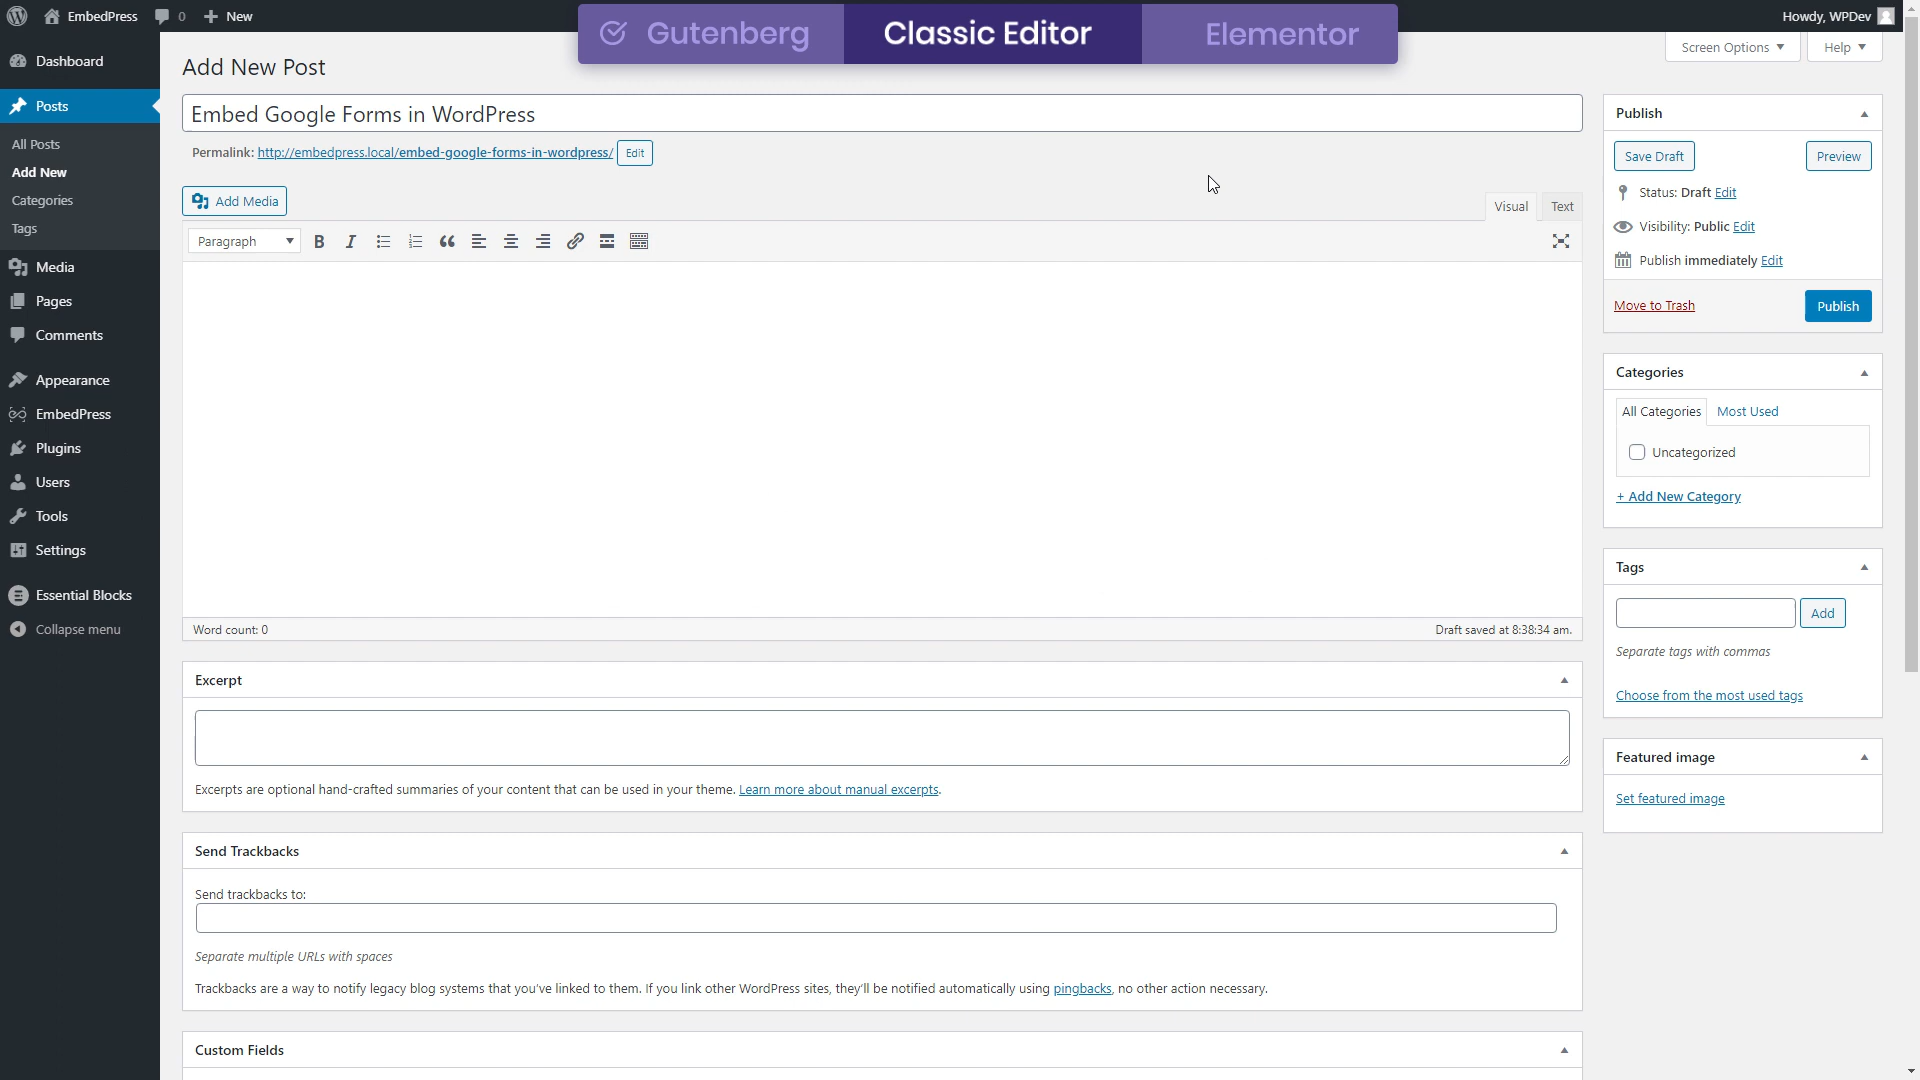 EmbedPress
0
New
Howdy, WPDev
Gutenberg
Classic Editor
Elementor
Screen Options
Help
Dashboard
Posts
All Posts
Add New
Categories
Tags
Media
Pages
Comments
Appearance
EmbedPress
Plugins
Users
Tools
Settings
Essential Blocks
Collapse menu
Add New Post
Embed Google Forms in WordPress
Permalink: http://embedpress.local/embed-google-forms-in-wordpress/ Edit
Add Media
Visual
Text
Paragraph
B I
Word count: 0
Draft saved at 8:38:34 am.
Excerpt
Excerpts are optional hand-crafted summaries of your content that can be used in your theme. Learn more about manual excerpts.
Send Trackbacks
Send trackbacks to:
Separate multiple URLs with spaces
Trackbacks are a way to notify legacy blog systems that you've linked to them. If you link other WordPress sites, they'll be notified automatically using pingbacks, no other action necessary.
Custom Fields
Publish
Save Draft
Preview
Status: Draft Edit
Visibility: Public Edit
Publish immediately Edit
Move to Trash
Publish
Categories
All Categories
Most Used
Uncategorized
+ Add New Category
Tags
Add
Separate tags with commas
Choose from the most used tags
Featured image
Set featured image